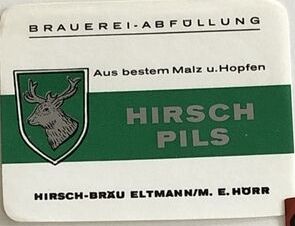 BRAUEREI-ABFÜLLUNG
Aus bestem Malz u. Hopfen
HIRSCH
PILS
HIRSCH-BRÄU ELTMANN/M. E. HÖRR